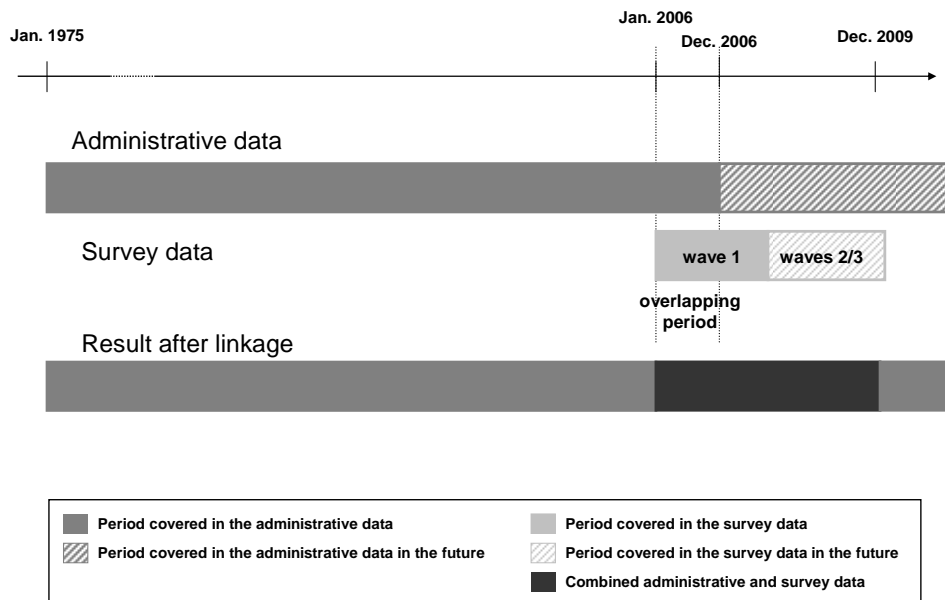 Jan. 1975
Jan. 2006
Dec. 2006
Dec. 2009
Administrative data
Survey data
wave 1
waves 2/3
overlapping
period
Result after linkage
Period covered in the administrative data
Period covered in the survey data
Period covered in the administrative data in the future
Period covered in the survey data in the future
Combined administrative and survey data